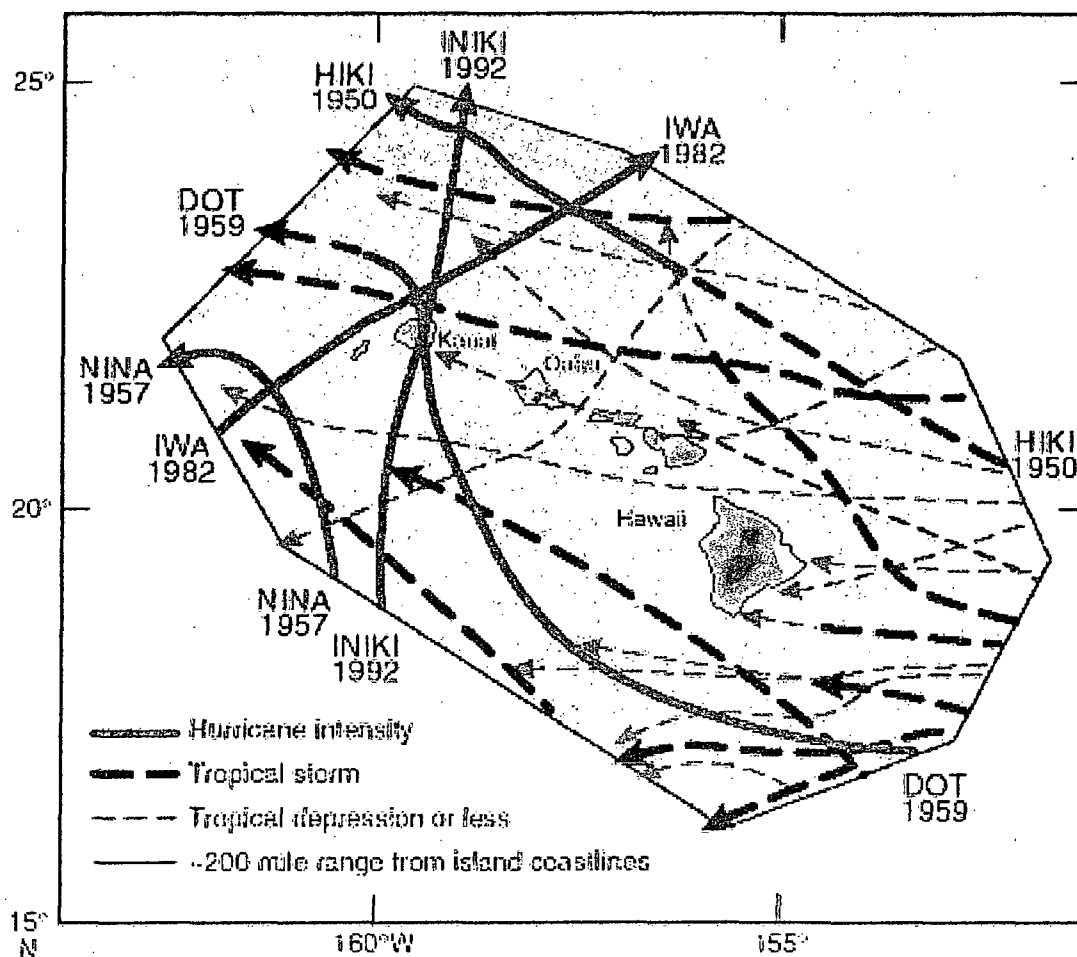 INIKI
1992
HIKI
1950
25°
IWA
1982
DOT
1959
Kauai
Oahu
NINA
1957
IWA
1982
HIKI
1950
20°
Hawaii
NINA
1957
INIKI
1992
Hurricane intensity
Tropical storm
DOT
1959
Tropical depression or less
~200 mile range from island coastlines
15°
N
160°W
155°